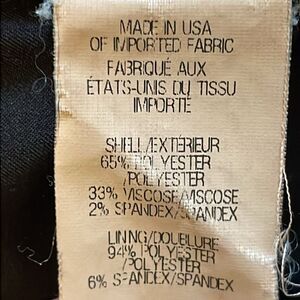 MADE IN USA
OF IMPORTED FABRIC
FABRIQUÉ AUX
ÉTATS-UNIS DU TISSU
IMPORTÉ
SHELL/EXTÉRIEUR
65% POLYESTER
/POLYESTER
33% VISCOSE/VISCOSE
2% SPANDEX/SPANDEX
LINING/DOUBLURE
94% POLYESTER
/POLYESTER
6% SPANDEX/SPANDEX